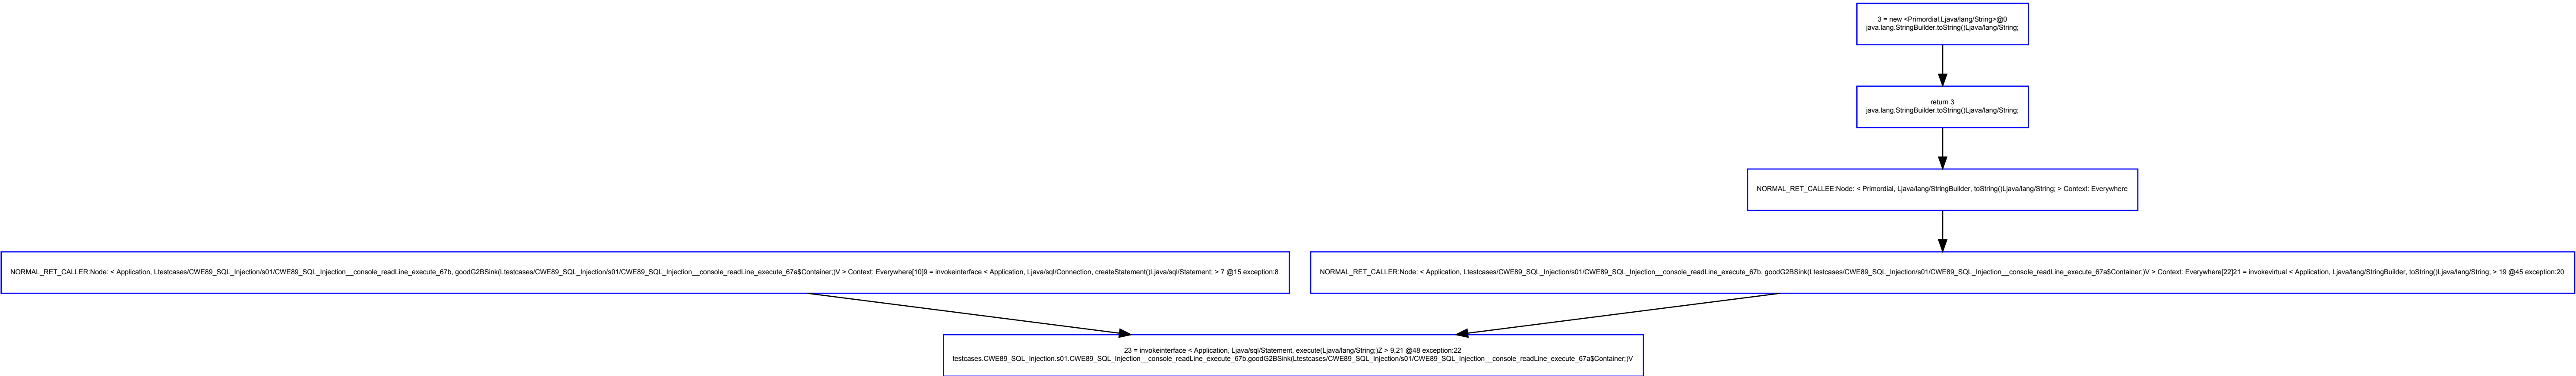 3 = new <Primordial,Ljava/lang/String>@0
java.lang.StringBuilder.toString()Ljava/lang/String;
return 3
java.lang.StringBuilder.toString()Ljava/lang/String;
NORMAL_RET_CALLEE:Node: < Primordial, Ljava/lang/StringBuilder, toString()Ljava/lang/String; > Context: Everywhere
NORMAL_RET_CALLER:Node: < Application, Ltestcases/CWE89_SQL_Injection/s01/CWE89_SQL_Injection__console_readLine_execute_67b, goodG2BSink(Ltestcases/CWE89_SQL_Injection/s01/CWE89_SQL_Injection__console_readLine_execute_67a$Container;)V > Context: Everywhere[10]9 = invokeinterface < Application, Ljava/sql/Connection, createStatement()Ljava/sql/Statement; > 7 @15 exception:8
NORMAL_RET_CALLER:Node: < Application, Ltestcases/CWE89_SQL_Injection/s01/CWE89_SQL_Injection__console_readLine_execute_67b, goodG2BSink(Ltestcases/CWE89_SQL_Injection/s01/CWE89_SQL_Injection__console_readLine_execute_67a$Container;)V > Context: Everywhere[22]21 = invokevirtual < Application, Ljava/lang/StringBuilder, toString()Ljava/lang/String; > 19 @45 exception:20
23 = invokeinterface < Application, Ljava/sql/Statement, execute(Ljava/lang/String;)Z > 9,21 @48 exception:22
testcases.CWE89_SQL_Injection.s01.CWE89_SQL_Injection__console_readLine_execute_67b.goodG2BSink(Ltestcases/CWE89_SQL_Injection/s01/CWE89_SQL_Injection__console_readLine_execute_67a$Container;)V